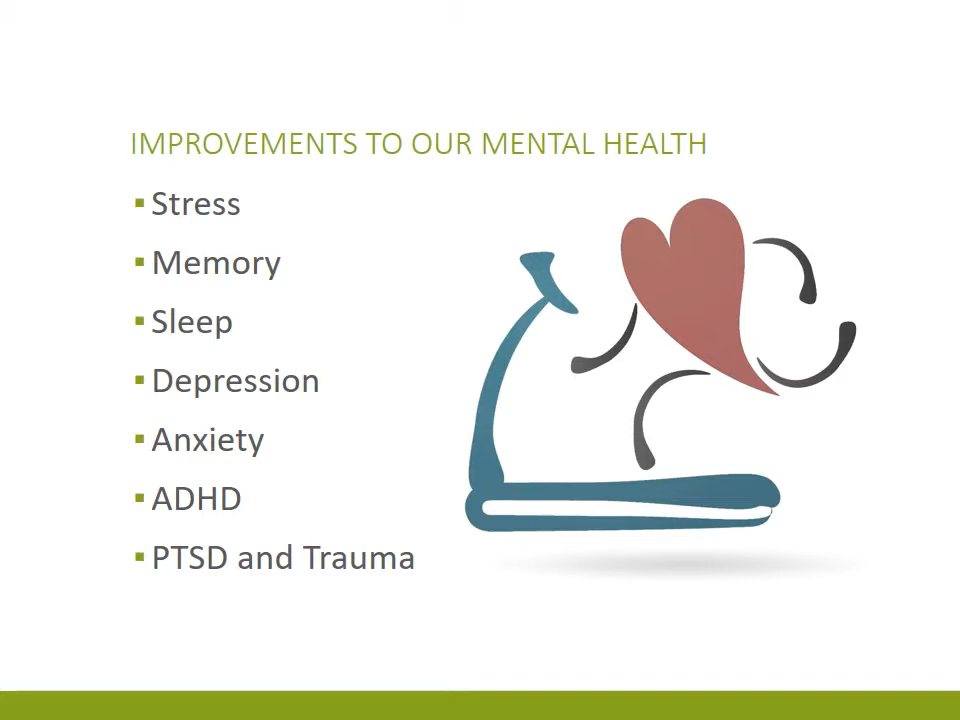 IMPROVEMENTS TO OUR MENTAL HEALTH
▪ Stress
▪ Memory
▪ Sleep
▪ Depression
▪ Anxiety
▪ ADHD
▪ PTSD and Trauma